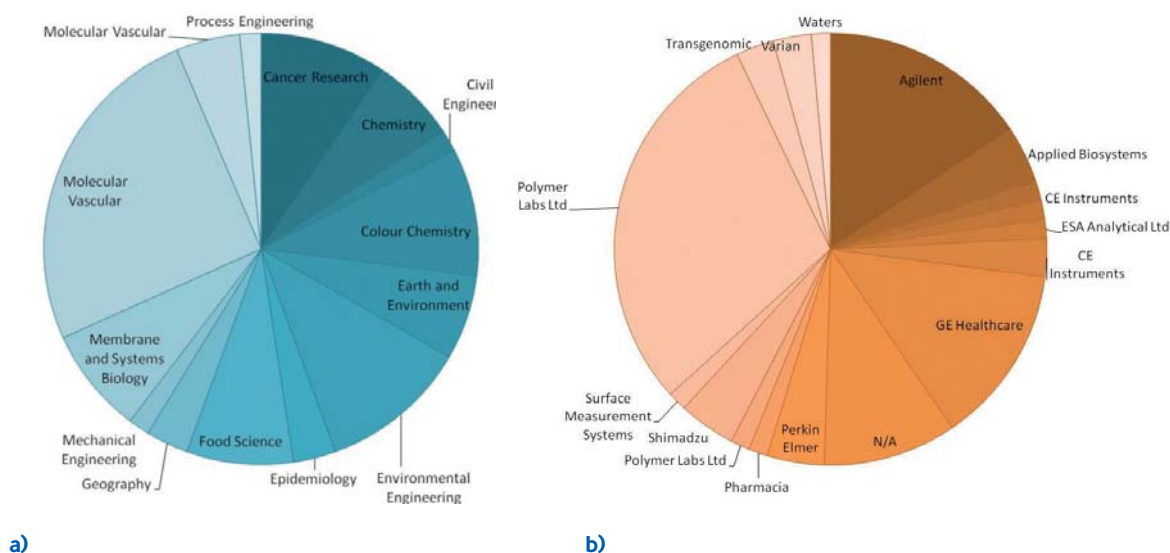 Process Engineering
Molecular Vascular
Cancer Research
Civil
Engineer
Chemistry
Molecular
Vascular
Colour Chemistry
Earth and
Environment
Membrane
and Systems
Biology
Mechanical
Engineering
Geography
Food Science
Epidemiology
Environmental
Engineering
a)
Waters
Transgenomic
Varian
Agilent
Applied Biosystems
Polymer
Labs Ltd
CE Instruments
ESA Analytical Ltd
CE
Instruments
GE Healthcare
Surface
Measurement
Systems
Shimadzu
Polymer Labs Ltd
Pharmacia
Perkin
Elmer
N/A
b)